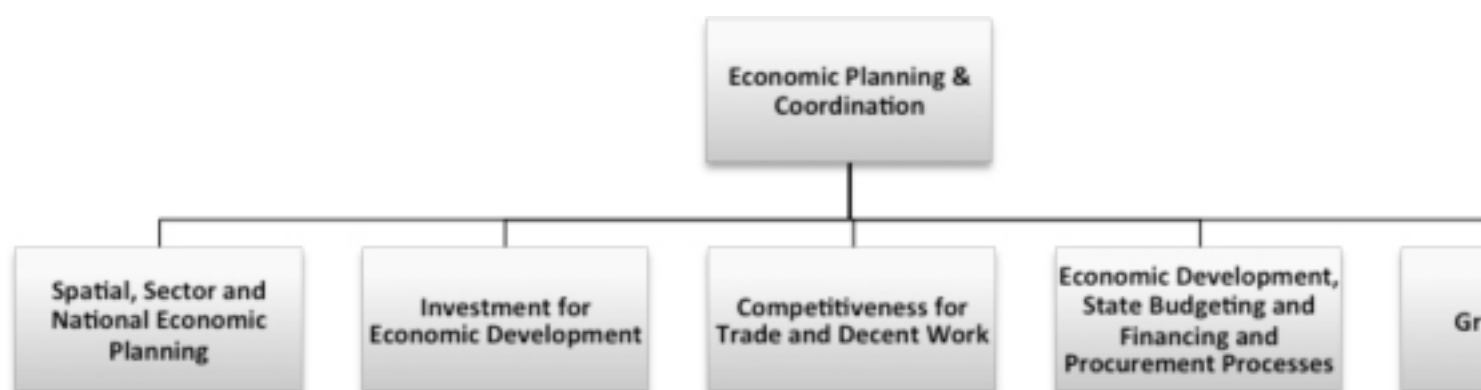 Economic Planning &
Coordination
Spatial, Sector and
National Economic
Planning
Investment for
Economic Development
Competitiveness for
Trade and Decent Work
Economic Development,
State Budgeting and
Financing and
Procurement Processes